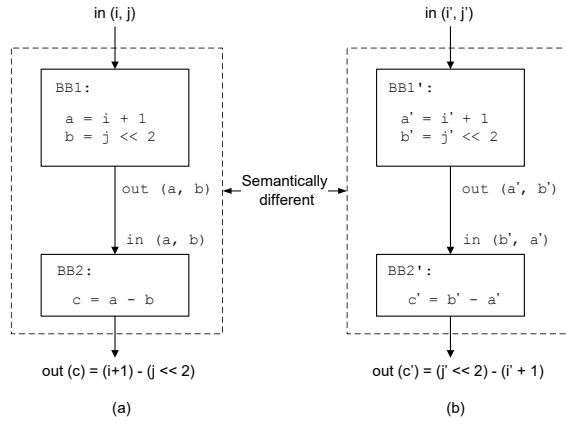 in (i, j)
BB1:
a = i + 1
b = j << 2
out (a, b)
in (a, b)
BB2:
c = a - b
out (c) = (i+1) - (j << 2)
(a)
Semantically
different
in (i’, j’)
BB1':
a’ = i’ + 1
b’ = j’ << 2
out (a’, b’)
in (b’, a’)
BB2':
c’ = b’ - a’
out (c’) = (j’ << 2) - (i’ + 1)
(b)